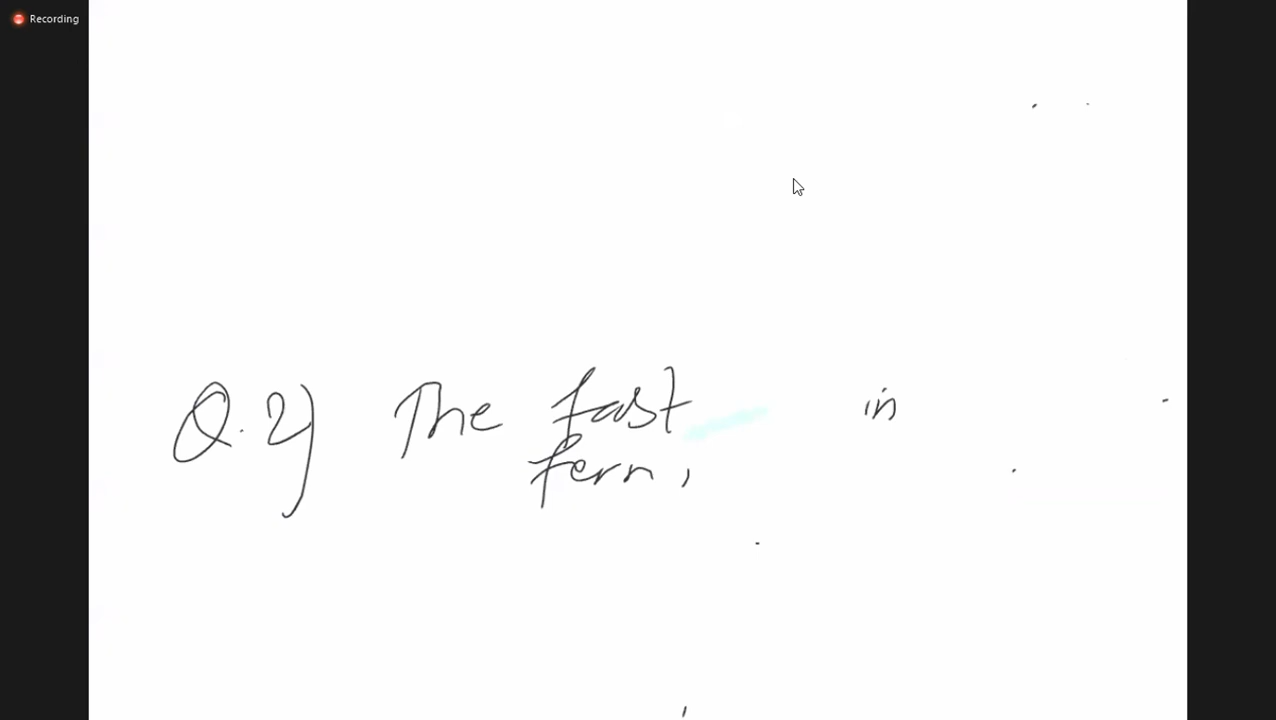 Recording
Q.2) The fast in
fern,